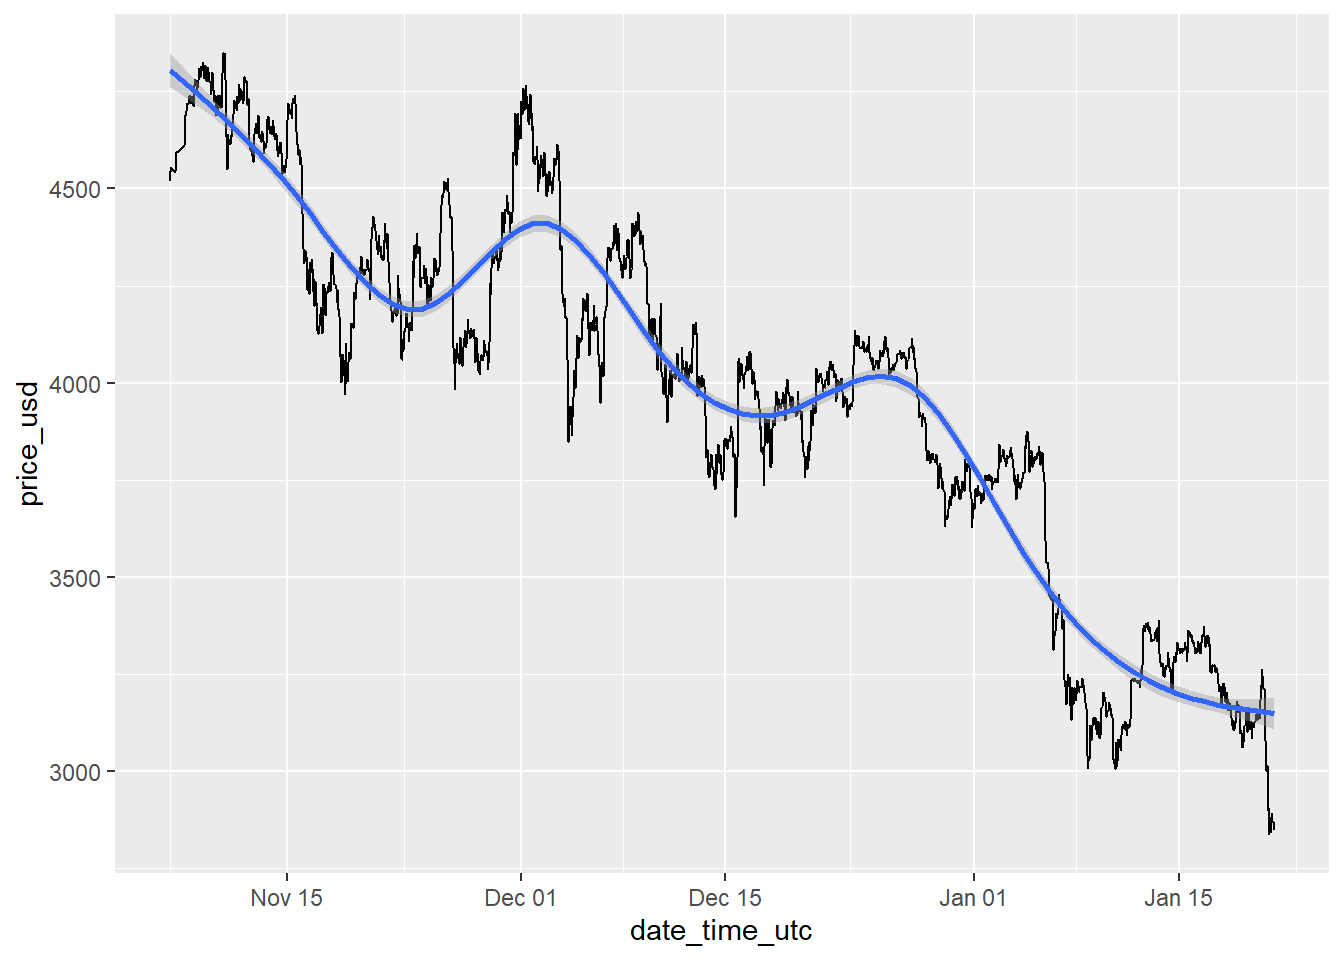 price_usd
4500
4000
3500
3000
Nov 15
Dec 01
Dec 15
Jan 01
Jan 15
date_time_utc